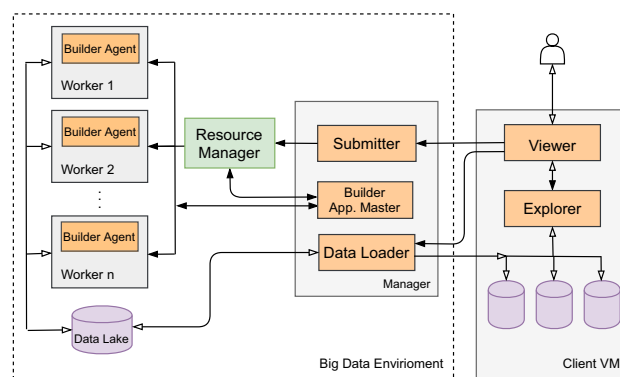 Builder Agent
Worker 1
Builder Agent
Worker 2
Builder Agent
Worker n
Data Lake
Resource
Manager
Submitter
Builder
App. Master
Data Loader
Manager
Big Data Enviroment
Viewer
Explorer
Client VM